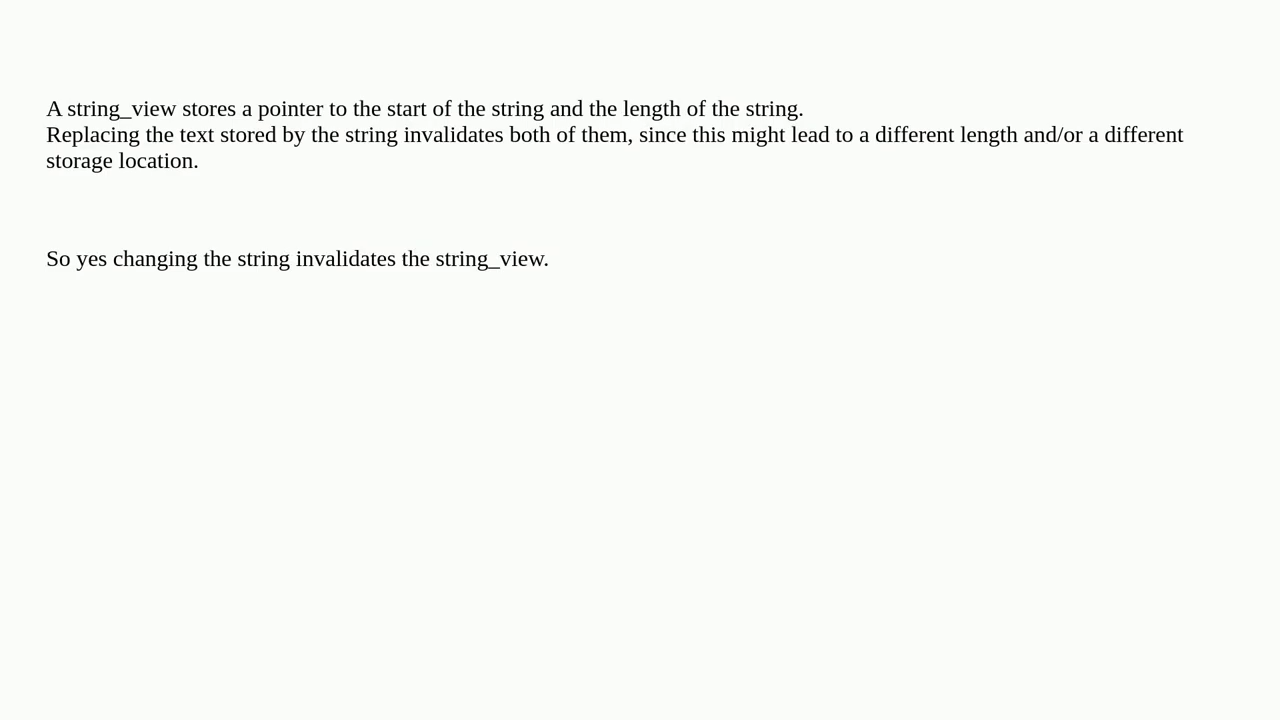 A string_view stores a pointer to the start of the string and the length of the string.
Replacing the text stored by the string invalidates both of them, since this might lead to a different length and/or a different
storage location.
So yes changing the string invalidates the string_view.